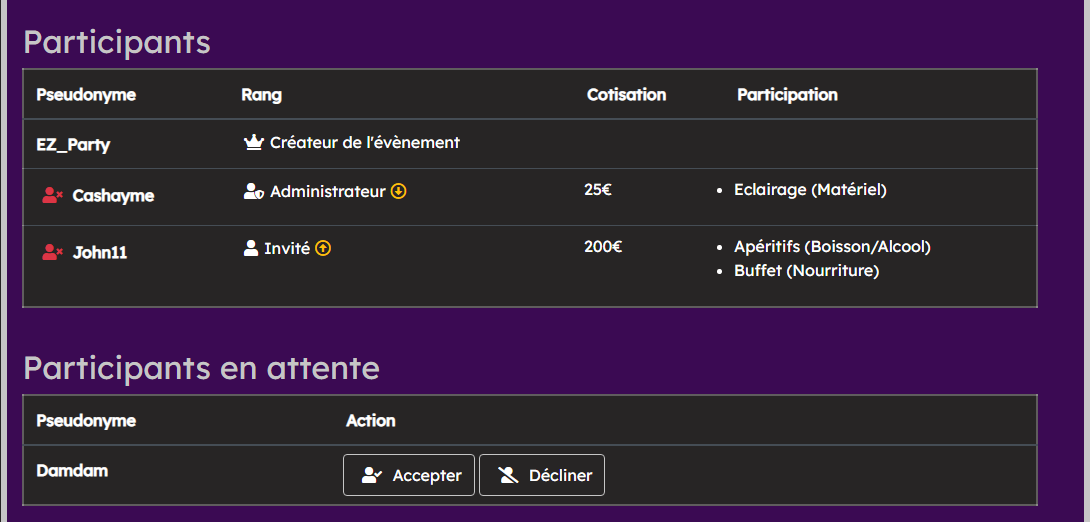 Participants
Pseudonyme Rang Cotisation Participation
EZ_Party Créateur de l'évènement
Cashayme Administrateur 25€ • Eclairage (Matériel)
John11 Invité 200€ • Apéritifs (Boisson/Alcool)
• Buffet (Nourriture)
Participants en attente
Pseudonyme Action
Damdam Accepter Décliner